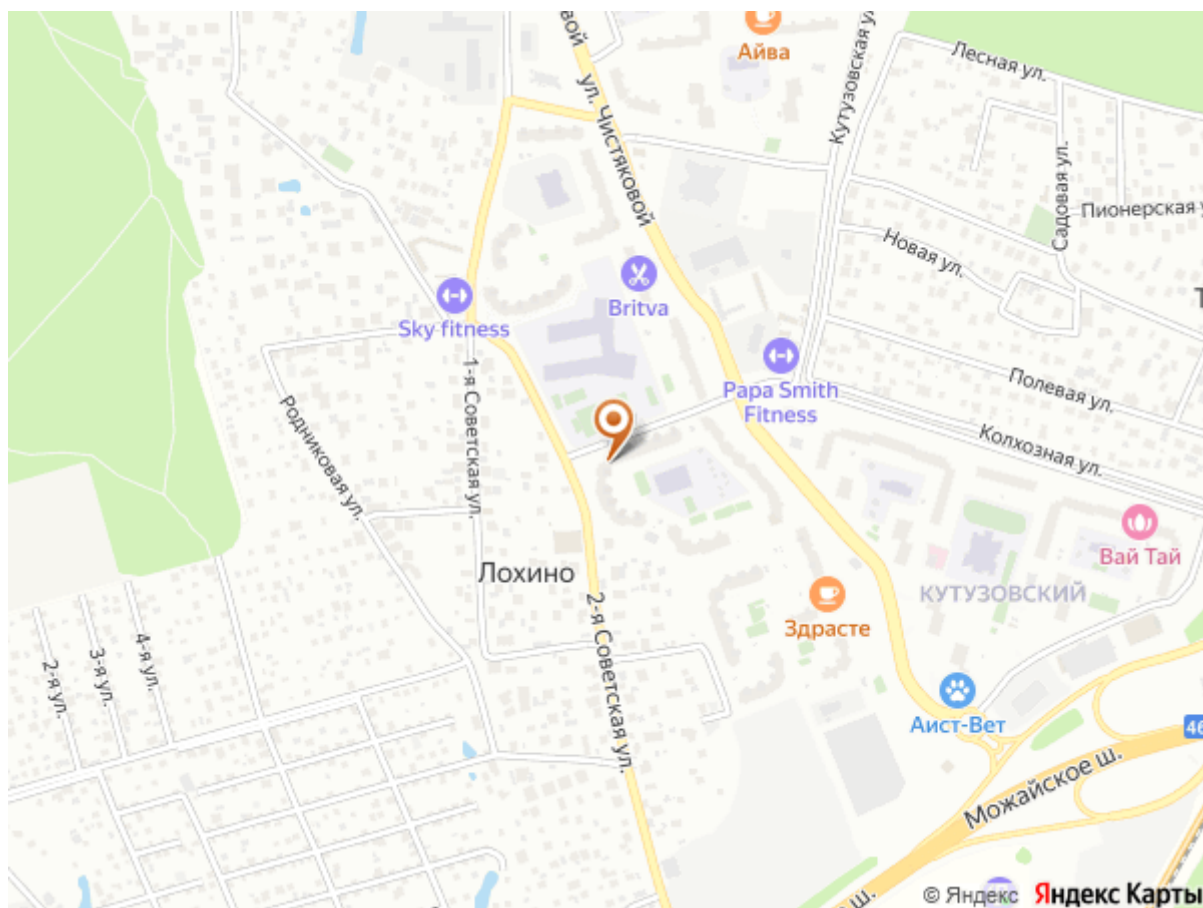 Айва
вой
ул. Чистяковой
Кутузовская ул.
Лесная ул.
Садовая ул.
Пионерская у
Новая ул.
Т
Britva
Sky fitness
1-я Советская ул.
Papa Smith
Fitness
Полевая ул.
Колхозная ул.
Родниковая ул.
Вай Тай
Лохино
КУТУЗОВСКИЙ
Здрасте
2-я Советская ул.
4-я ул.
3-я ул.
2-я ул.
Аист-Вет
46
Можайское ш.
е ш.
© Яндекс Яндекс Карты